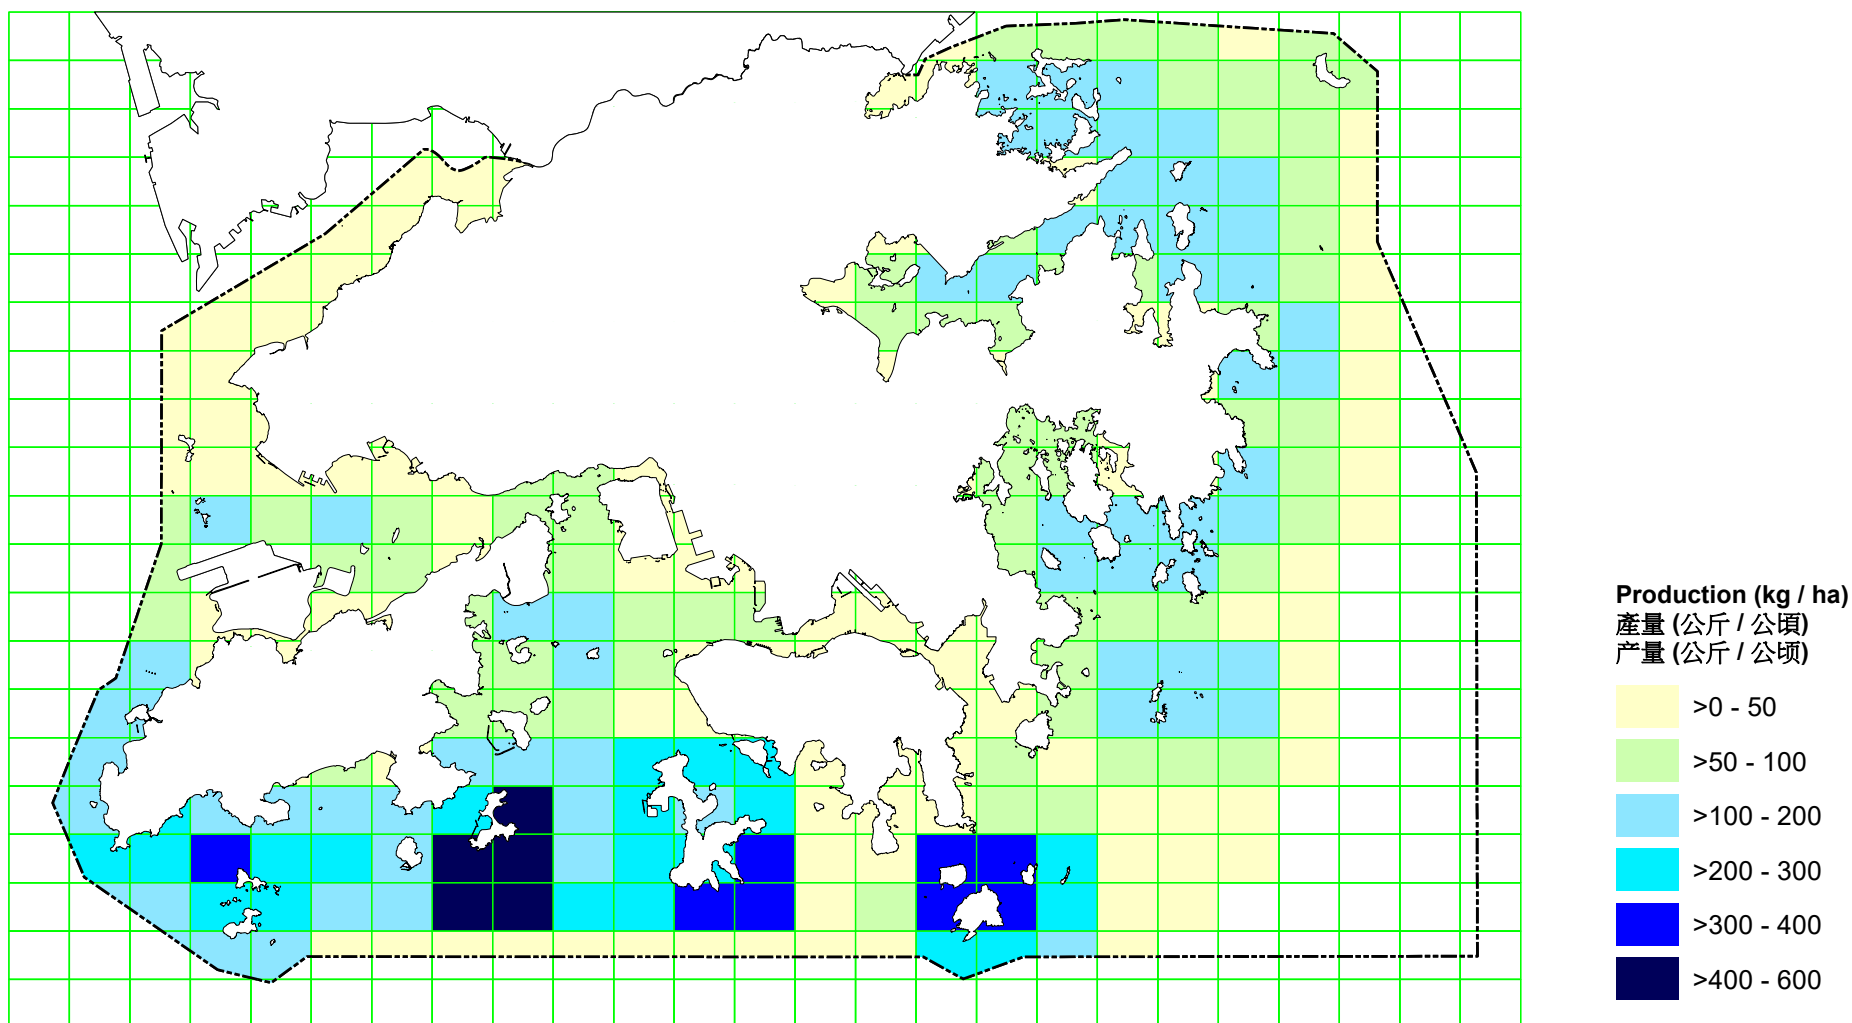 Production (kg / ha)
產量 (公斤 / 公頃)
产量 (公斤 / 公顷)
>0 - 50
>50 - 100
>100 - 200
>200 - 300
>300 - 400
>400 - 600